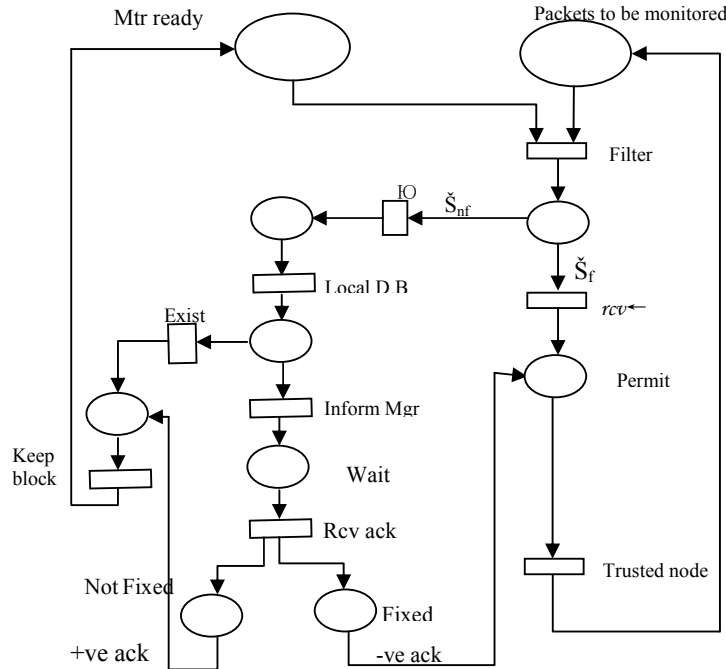 Mtr ready
Packets to be monitored
Filter
IO
Šnf
Šf
Local D B
rcv←
Exist
Permit
Inform Mgr
Keep
block
Wait
Rcv ack
Trusted node
Not Fixed
Fixed
+ve ack
-ve ack